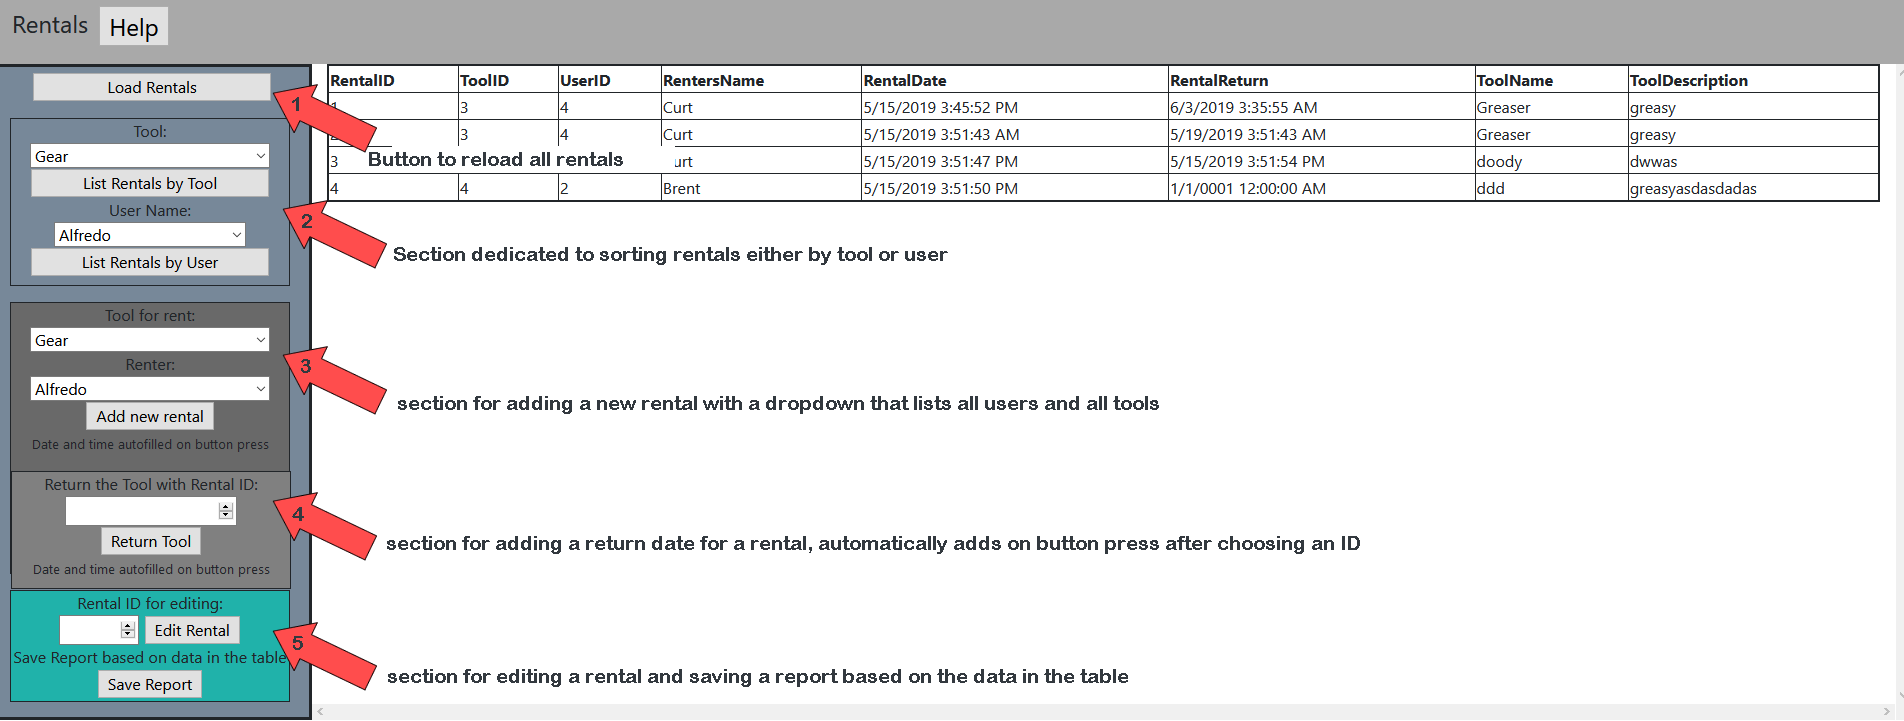 Rentals Help
Load Rentals
Tool:
Gear
List Rentals by Tool
User Name:
Alfredo
List Rentals by User
Tool for rent:
Gear
Renter:
Alfredo
Add new rental
Date and time autofilled on button press
Return the Tool with Rental ID:
Return Tool
Date and time autofilled on button press
Rental ID for editing:
Edit Rental
Save Report based on data in the table
Save Report
RentalID ToolID UserID RentersName RentalDate RentalReturn ToolName ToolDescription
3 4 Curt 5/15/2019 3:45:52 PM 6/3/2019 3:35:55 AM Greaser greasy
3 4 Curt 5/15/2019 3:51:43 AM 5/19/2019 3:51:43 AM Greaser greasy
3 urt 5/15/2019 3:51:47 PM 5/15/2019 3:51:54 PM doody dwwas
4 4 2 Brent 5/15/2019 3:51:50 PM 1/1/0001 12:00:00 AM ddd greasyasdasdadas
1
Button to reload all rentals
2
Section dedicated to sorting rentals either by tool or user
3
section for adding a new rental with a dropdown that lists all users and all tools
4
section for adding a return date for a rental, automatically adds on button press after choosing an ID
5
section for editing a rental and saving a report based on the data in the table